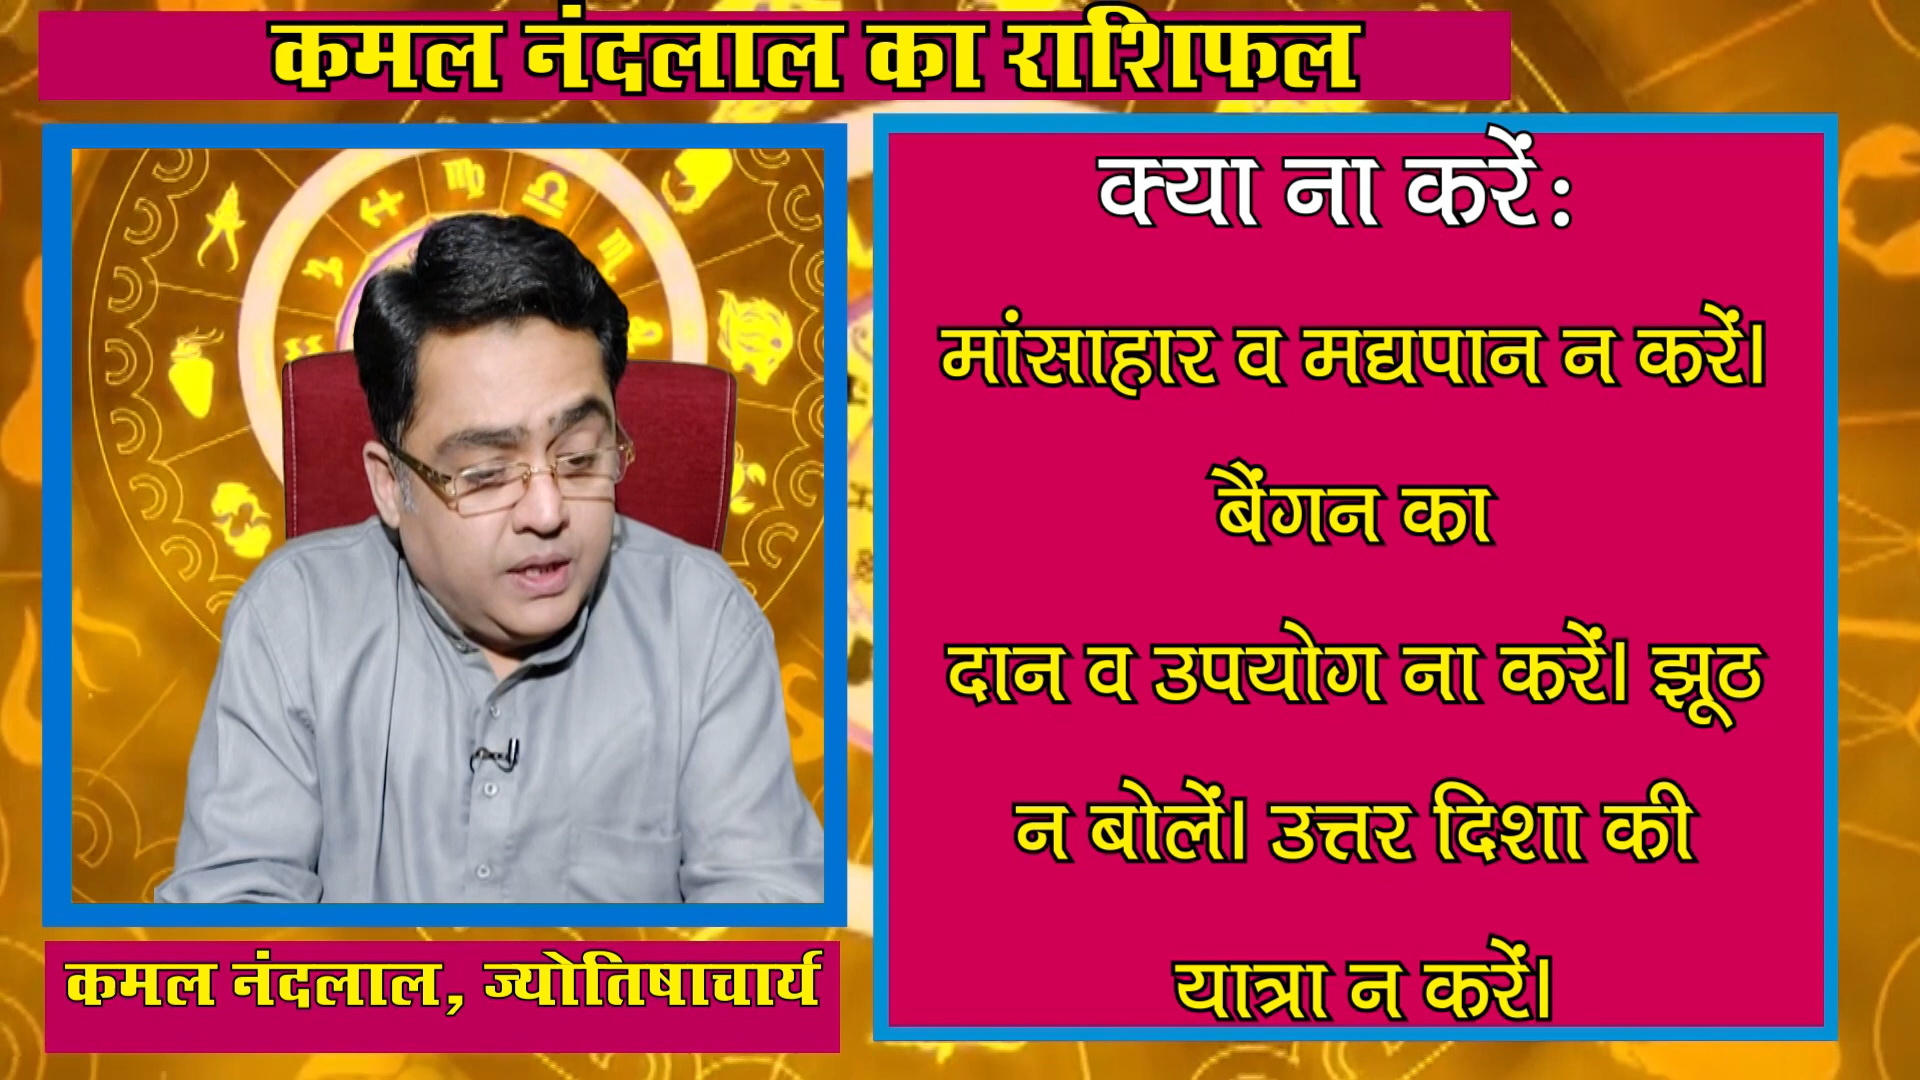 कमल नंदलाल का राशिफल
क्या ना करें:
मांसाहार व मद्यपान न करें।
बैंगन का
दान व उपयोग ना करें। झूठ
न बोलें। उत्तर दिशा की
यात्रा न करें।
कमल नंदलाल, ज्योतिषाचार्य